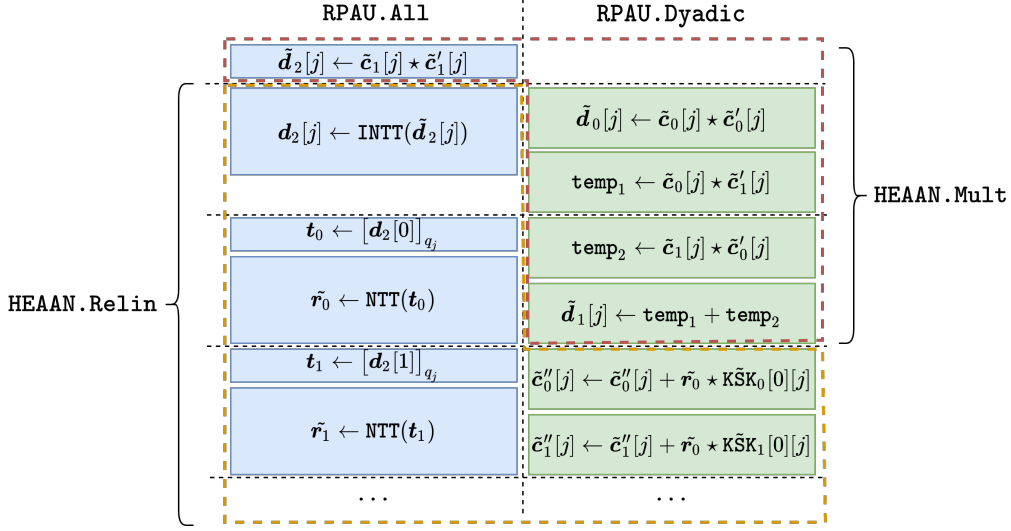 RPAU.All
RPAU.Dyadic
d̃₂[j] ← c̃₁[j] ⋆ c̃′₁[j]
d₂[j] ← INTT(d̃₂[j])
d̃₀[j] ← c̃₀[j] ⋆ c̃′₀[j]
temp₁ ← c̃₀[j] ⋆ c̃′₁[j]
HEAAN.Mult
t₀ ← [d₂[0]]_{q_j}
temp₂ ← c̃₁[j] ⋆ c̃′₀[j]
HEAAN.Relin
r̃₀ ← NTT(t₀)
d̃₁[j] ← temp₁ + temp₂
t₁ ← [d₂[1]]_{q_j}
c̃″₀[j] ← c̃″₀[j] + r̃₀ ⋆ KS̃K₀[0][j]
r̃₁ ← NTT(t₁)
c̃″₁[j] ← c̃″₁[j] + r̃₀ ⋆ KS̃K₁[0][j]
...
...